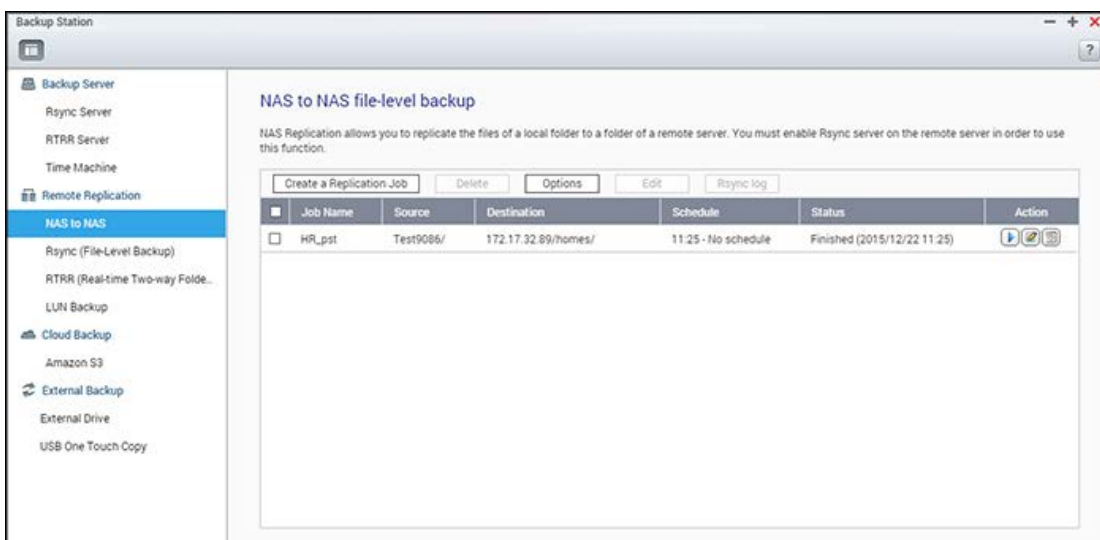 Backup Station
?
Backup Server
Rsync Server
RTRR Server
Time Machine
Remote Replication
NAS to NAS
Rsync (File-Level Backup)
RTRR (Real-time Two-way Folde...
LUN Backup
Cloud Backup
Amazon S3
External Backup
External Drive
USB One Touch Copy
NAS to NAS file-level backup
NAS Replication allows you to replicate the files of a local folder to a folder of a remote server. You must enable Rsync server on the remote server in order to use
this function.
Create a Replication Job Delete Options Edit Rsync log
Job Name Source Destination Schedule Status Action
HR_pst Test9086/ 172.17.32.89/homes/ 11:25 - No schedule Finished (2015/12/22 11:25)